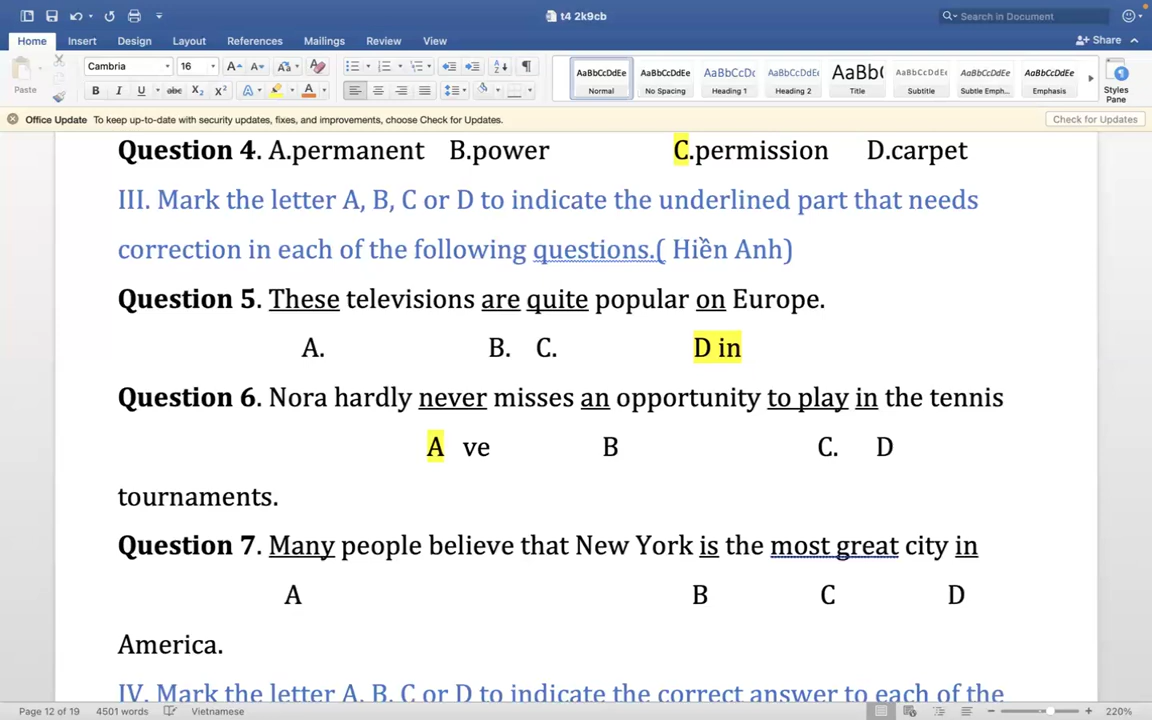 t4 2k9cb
Search in Document
Home Insert Design Layout References Mailings Review View
Share
Paste
Cambria 16
AaBbCcDdEe AaBbCcDdEe AaBbCcDc AaBbCcDdEe AaBb( AaBbCcDdEe AaBbCcDdEe AaBbCcDdEe
Normal No Spacing Heading 1 Heading 2 Title Subtitle Subtle Emph... Emphasis
Styles Pane
Office Update To keep up-to-date with security updates, fixes, and improvements, choose Check for Updates. Check for Updates
Question 4. A.permanent B.power C.permission D.carpet
III. Mark the letter A, B, C or D to indicate the underlined part that needs
correction in each of the following questions.( Hiền Anh)
Question 5. These televisions are quite popular on Europe.
A. B. C. D in
Question 6. Nora hardly never misses an opportunity to play in the tennis
A ve B C. D
tournaments.
Question 7. Many people believe that New York is the most great city in
A B C D
America.
IV. Mark the letter A, B, C or D to indicate the correct answer to each of the
Page 12 of 19 4501 words Vietnamese 220%